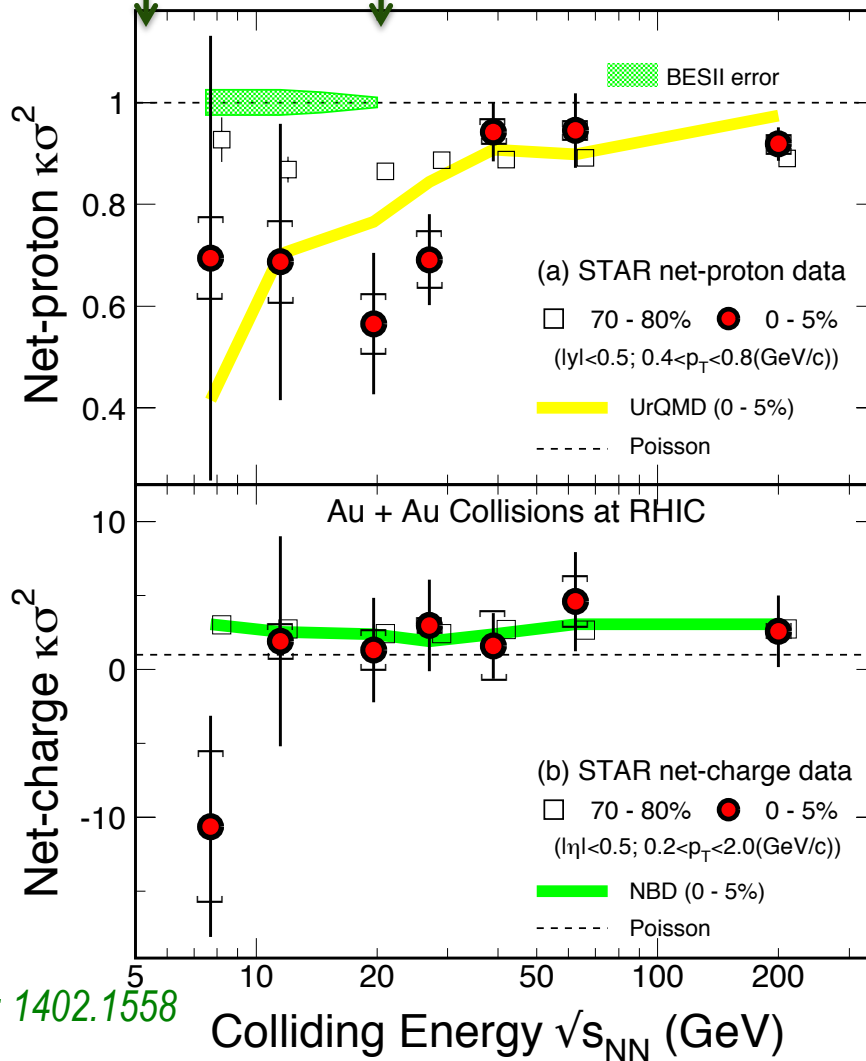 BESII error
1
0.8
0.6
0.4
Net-proton κσ²
(a) STAR net-proton data
70 - 80% 0 - 5%
(|y|<0.5; 0.4<p_T<0.8(GeV/c))
UrQMD (0 - 5%)
Poisson
Au + Au Collisions at RHIC
10
0
-10
Net-charge κσ²
(b) STAR net-charge data
70 - 80% 0 - 5%
(|η|<0.5; 0.2<p_T<2.0(GeV/c))
NBD (0 - 5%)
Poisson
5 10 20 50 100 200
1402.1558
Colliding Energy √s_NN (GeV)